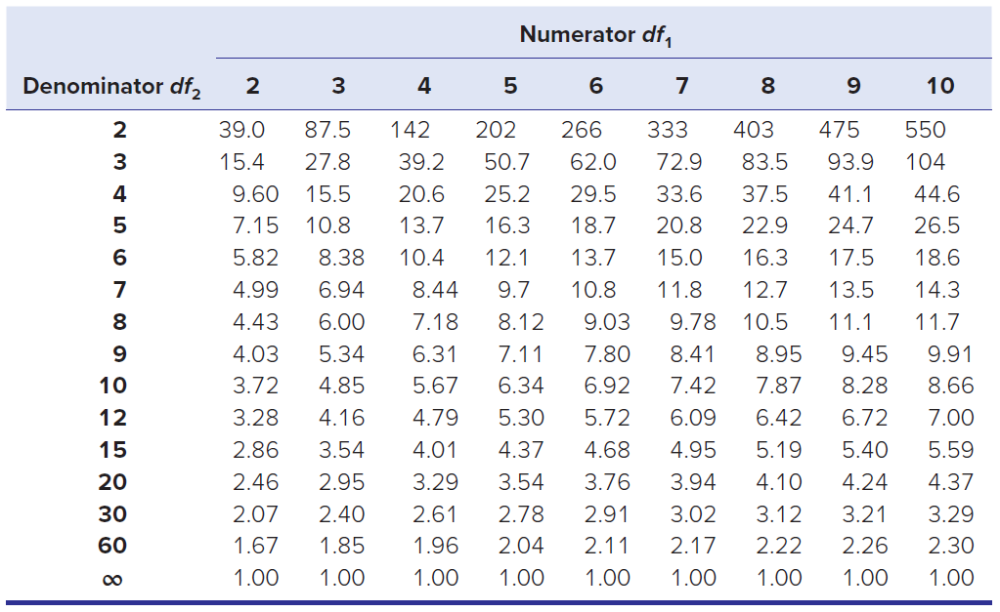 Numerator df₁
Denominator df₂ 2 3 4 5 6 7 8 9 10
2 39.0 87.5 142 202 266 333 403 475 550
3 15.4 27.8 39.2 50.7 62.0 72.9 83.5 93.9 104
4 9.60 15.5 20.6 25.2 29.5 33.6 37.5 41.1 44.6
5 7.15 10.8 13.7 16.3 18.7 20.8 22.9 24.7 26.5
6 5.82 8.38 10.4 12.1 13.7 15.0 16.3 17.5 18.6
7 4.99 6.94 8.44 9.7 10.8 11.8 12.7 13.5 14.3
8 4.43 6.00 7.18 8.12 9.03 9.78 10.5 11.1 11.7
9 4.03 5.34 6.31 7.11 7.80 8.41 8.95 9.45 9.91
10 3.72 4.85 5.67 6.34 6.92 7.42 7.87 8.28 8.66
12 3.28 4.16 4.79 5.30 5.72 6.09 6.42 6.72 7.00
15 2.86 3.54 4.01 4.37 4.68 4.95 5.19 5.40 5.59
20 2.46 2.95 3.29 3.54 3.76 3.94 4.10 4.24 4.37
30 2.07 2.40 2.61 2.78 2.91 3.02 3.12 3.21 3.29
60 1.67 1.85 1.96 2.04 2.11 2.17 2.22 2.26 2.30
∞ 1.00 1.00 1.00 1.00 1.00 1.00 1.00 1.00 1.00